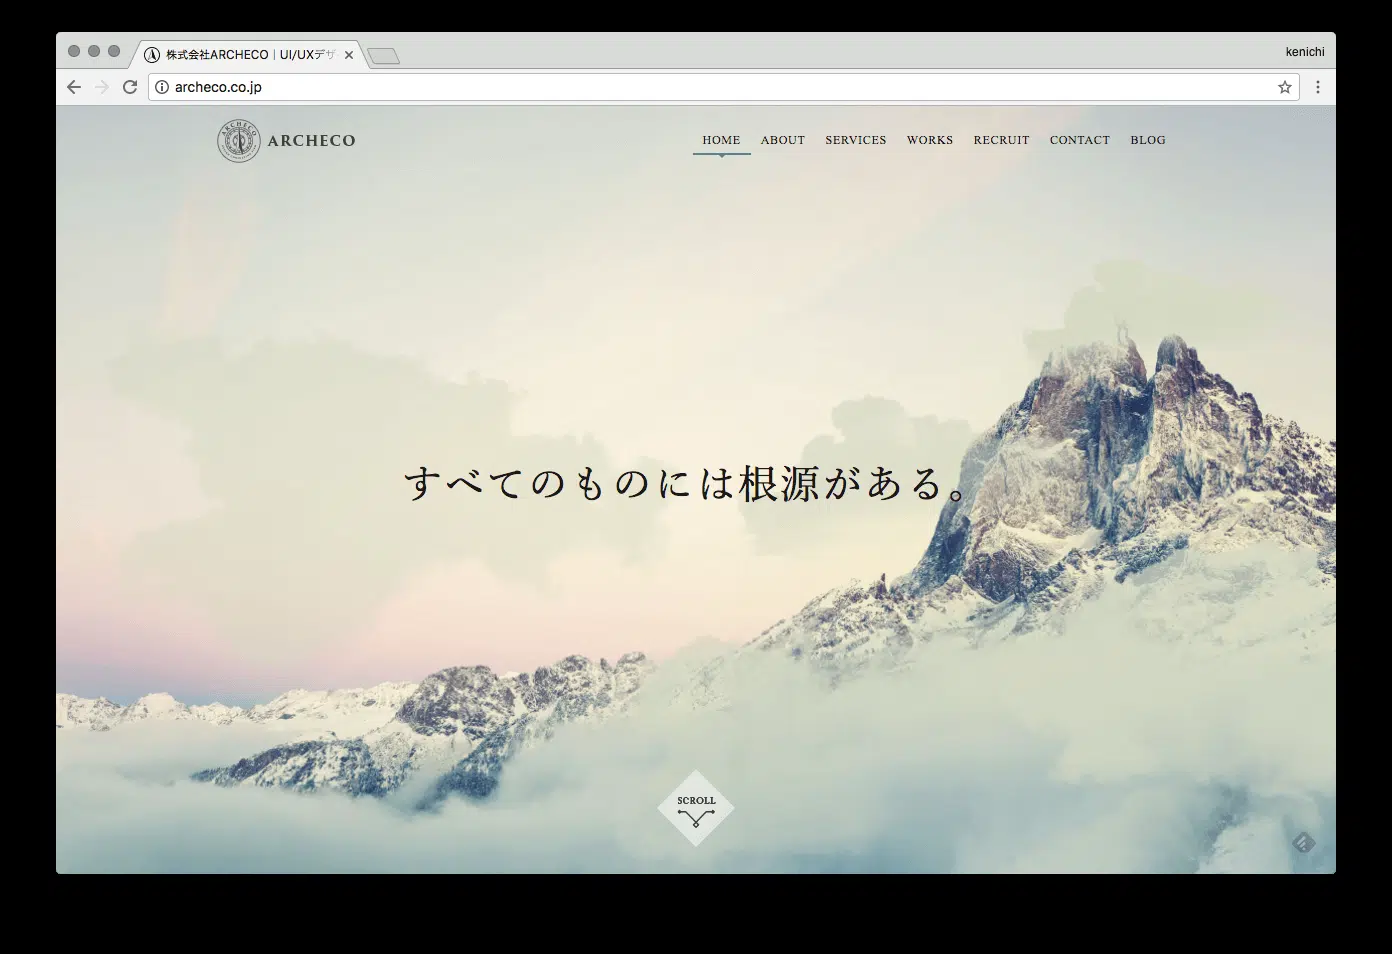 株式会社ARCHECO | UI/UXデザ
kenichi
archeco.co.jp
ARCHECO
HOME ABOUT SERVICES WORKS RECRUIT CONTACT BLOG
すべてのものには根源がある。
SCROLL